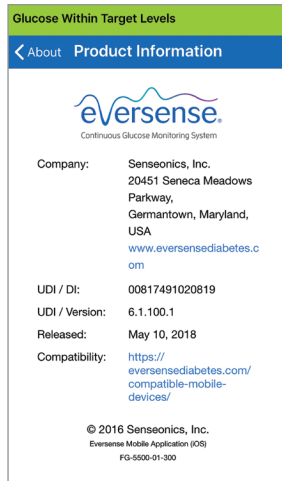 Glucose Within Target Levels
About Product Information
eversense.
Continuous Glucose Monitoring System
Company: Senseonics, Inc.
20451 Seneca Meadows
Parkway,
Germantown, Maryland,
USA
www.eversensediabetes.c
om
UDI / DI: 00817491020819
UDI / Version: 6.1.100.1
Released: May 10, 2018
Compatibility: https://
eversensediabetes.com/
compatible-mobile-
devices/
© 2016 Senseonics, Inc.
Eversense Mobile Application (iOS)
FG-5500-01-300